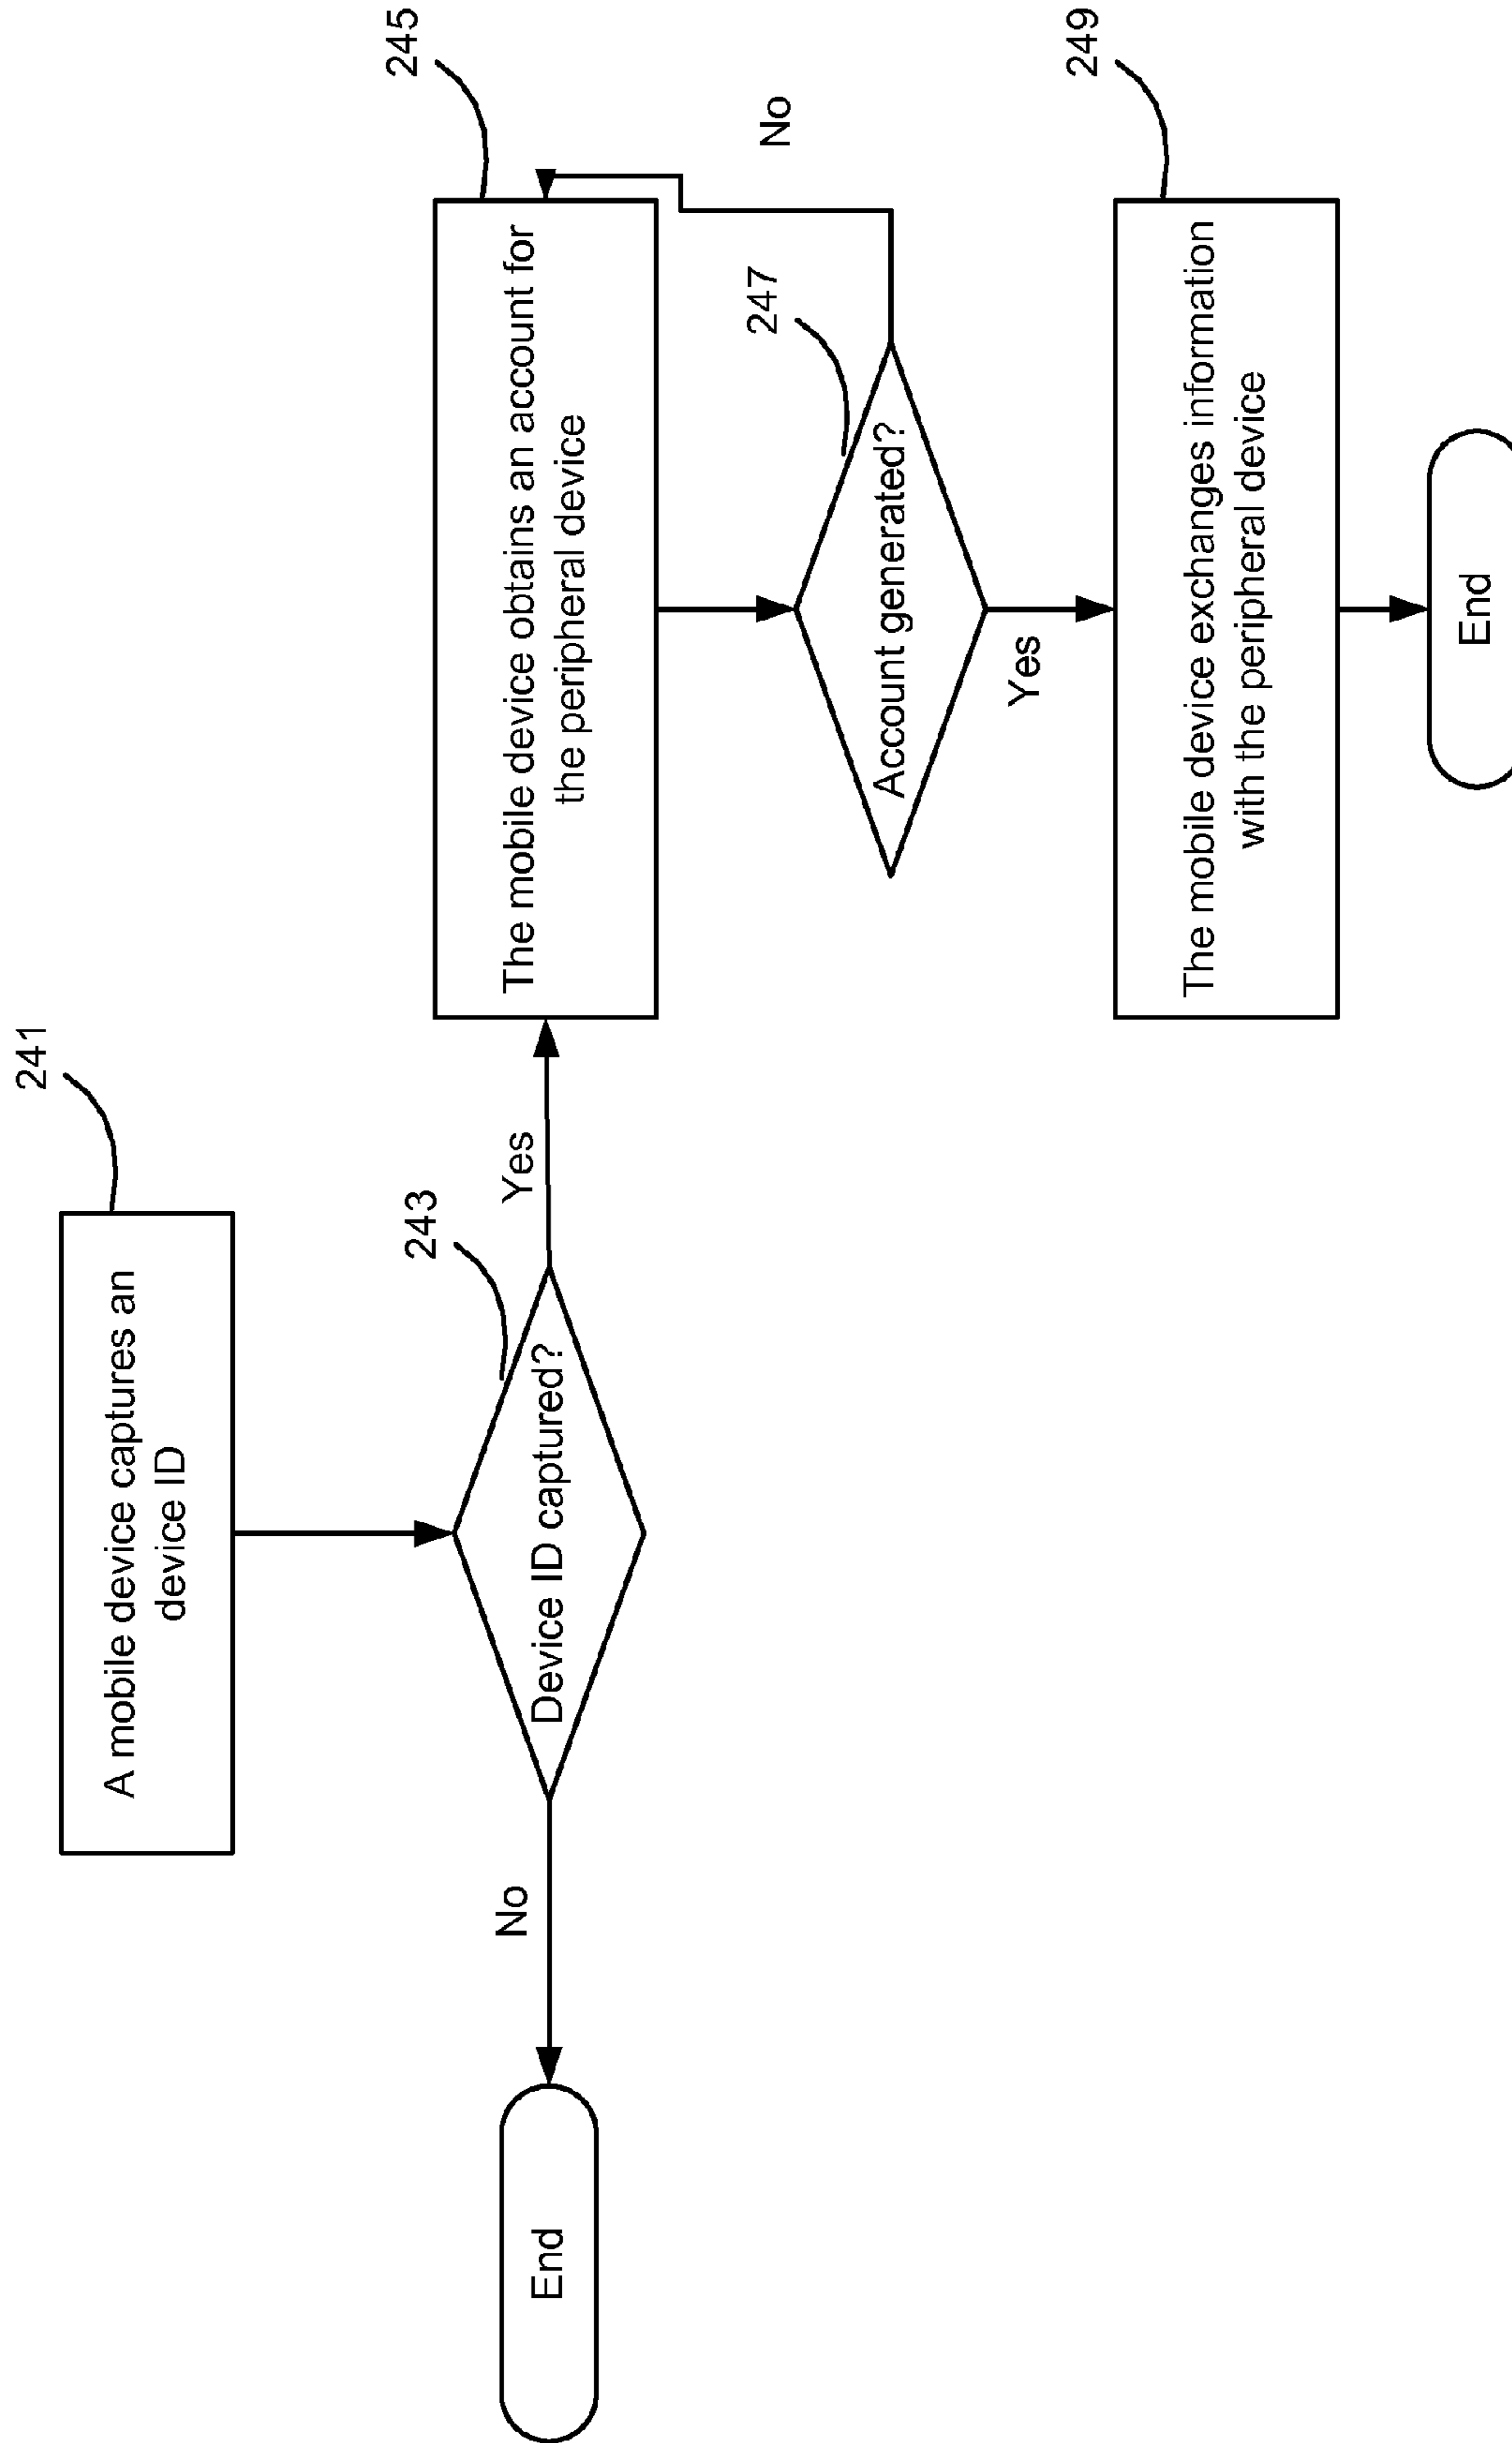 241
A mobile device captures an
device ID
243
Device ID captured?
No
Yes
End
245
The mobile device obtains an account for
the peripheral device
247
Account generated?
No
Yes
249
The mobile device exchanges information
with the peripheral device
End